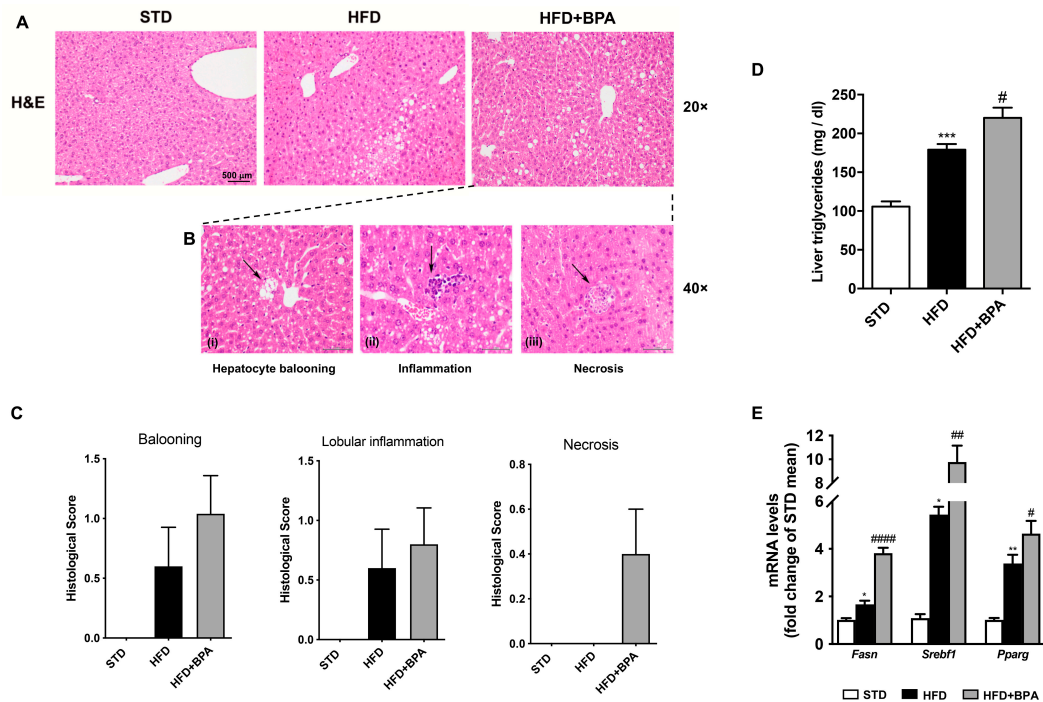 A
STD
HFD
HFD+BPA
H&E
20×
500 µm
B
40×
(i)
(ii)
(iii)
Hepatocyte balooning
Inflammation
Necrosis
C
Balooning
Histological Score
1.5
1.0
0.5
0.0
STD
HFD
HFD+BPA
Lobular inflammation
Histological Score
1.5
1.0
0.5
0.0
STD
HFD
HFD+BPA
Necrosis
Histological Score
0.8
0.6
0.4
0.2
0.0
STD
HFD
HFD+BPA
D
Liver triglycerides (mg / dl)
250
200
150
100
50
0
***
#
STD
HFD
HFD+BPA
E
mRNA levels
(fold change of STD mean)
12
10
8
6
4
2
0
*
####
*
##
**
#
Fasn
Srebf1
Pparg
STD
HFD
HFD+BPA